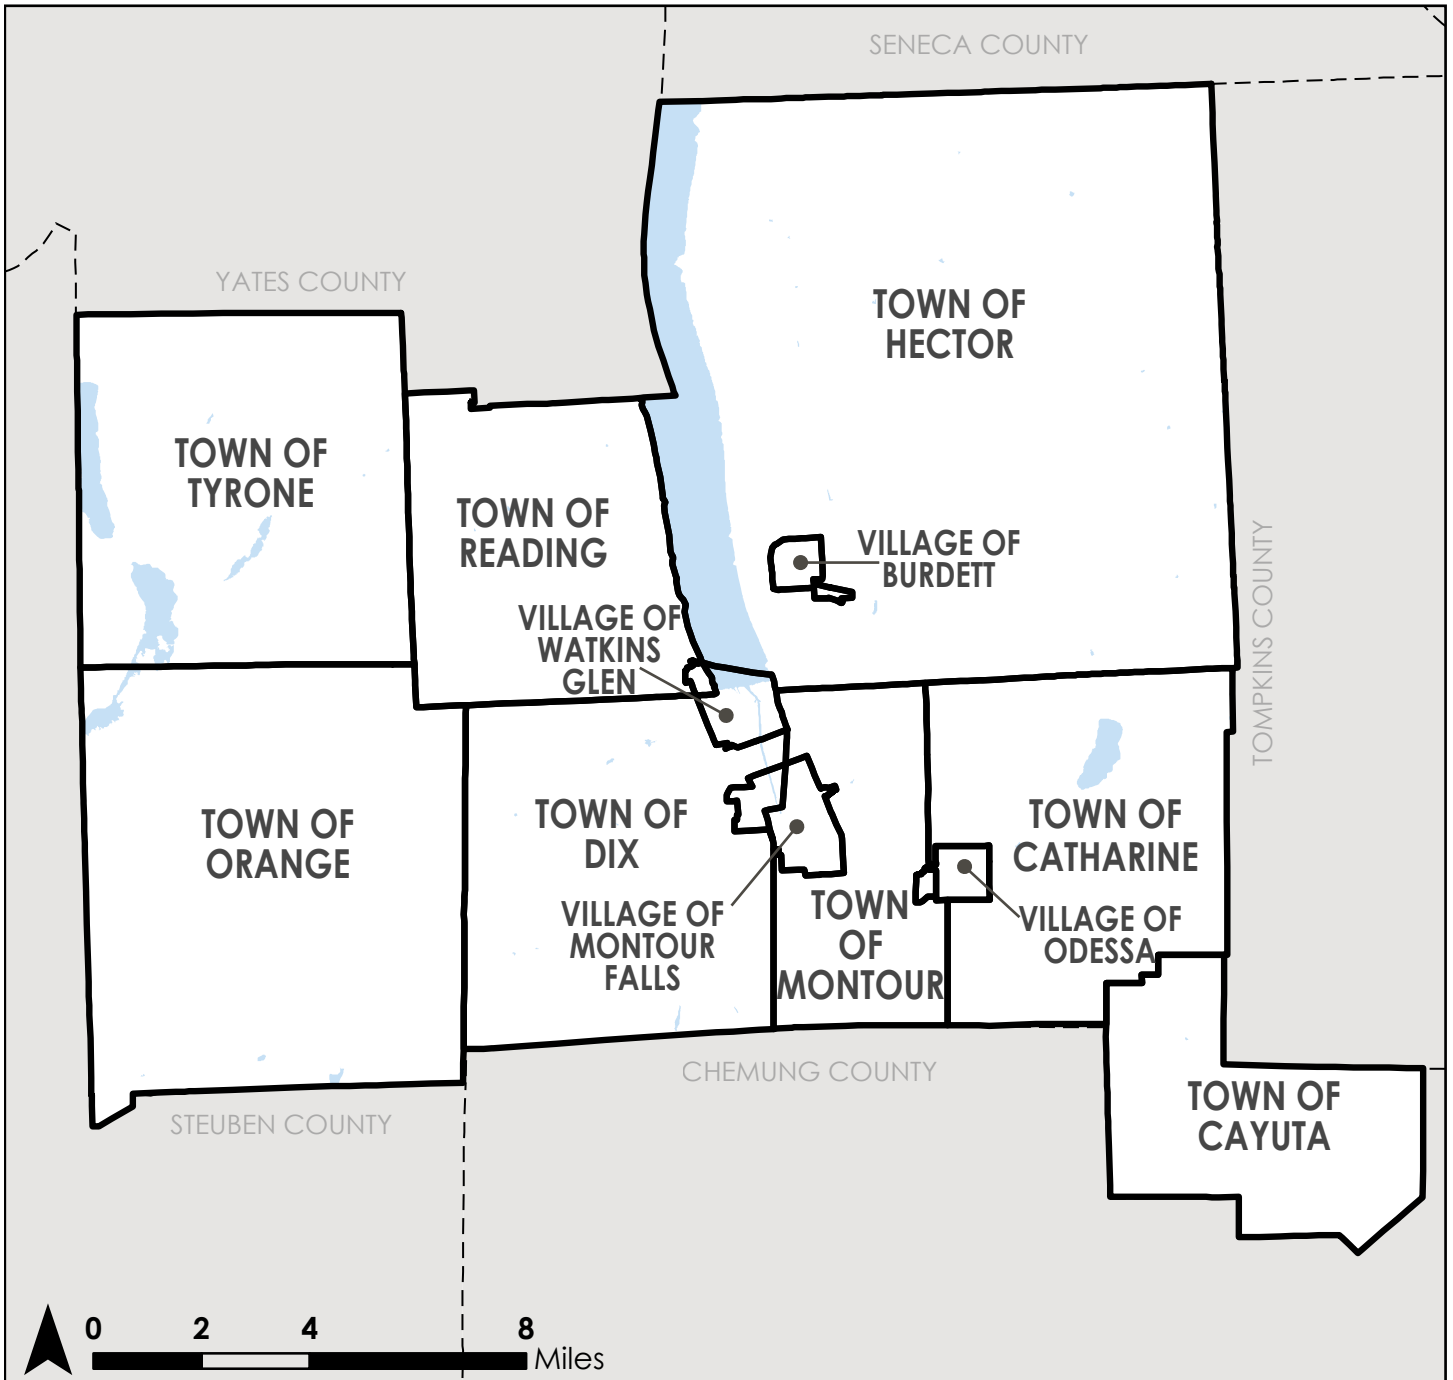 SENECA COUNTY
YATES COUNTY
TOWN OF
HECTOR
TOWN OF
TYRONE
TOWN OF
READING
VILLAGE OF
BURDETT
TOMPKINS COUNTY
VILLAGE OF
WATKINS
GLEN
TOWN OF
ORANGE
TOWN OF
DIX
TOWN OF
CATHARINE
VILLAGE OF
MONTOUR
FALLS
TOWN
OF
MONTOUR
VILLAGE OF
ODESSA
CHEMUNG COUNTY
STEUBEN COUNTY
TOWN OF
CAYUTA
0 2 4 8
Miles